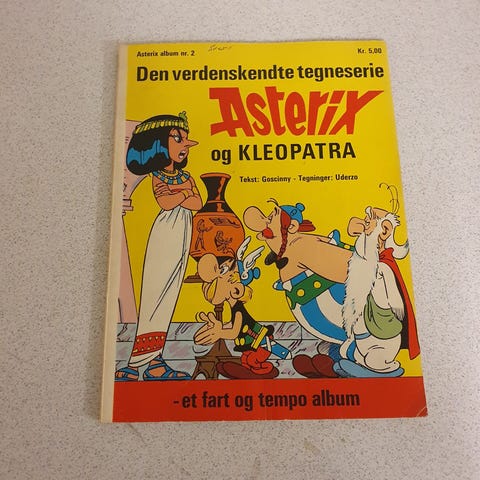 Asterix album nr. 2
Kr. 5,00
Den verdenskendte tegneserie
Asterix
og KLEOPATRA
Tekst: Goscinny - Tegninger: Uderzo
- et fart og tempo album